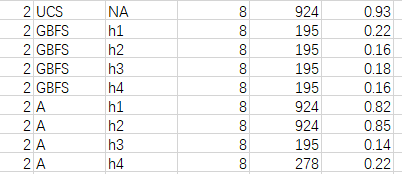 2 UCS NA 8 924 0.93
2 GBFS h1 8 195 0.22
2 GBFS h2 8 195 0.16
2 GBFS h3 8 195 0.18
2 GBFS h4 8 195 0.16
2 A h1 8 924 0.82
2 A h2 8 924 0.85
2 A h3 8 195 0.14
2 A h4 8 278 0.22